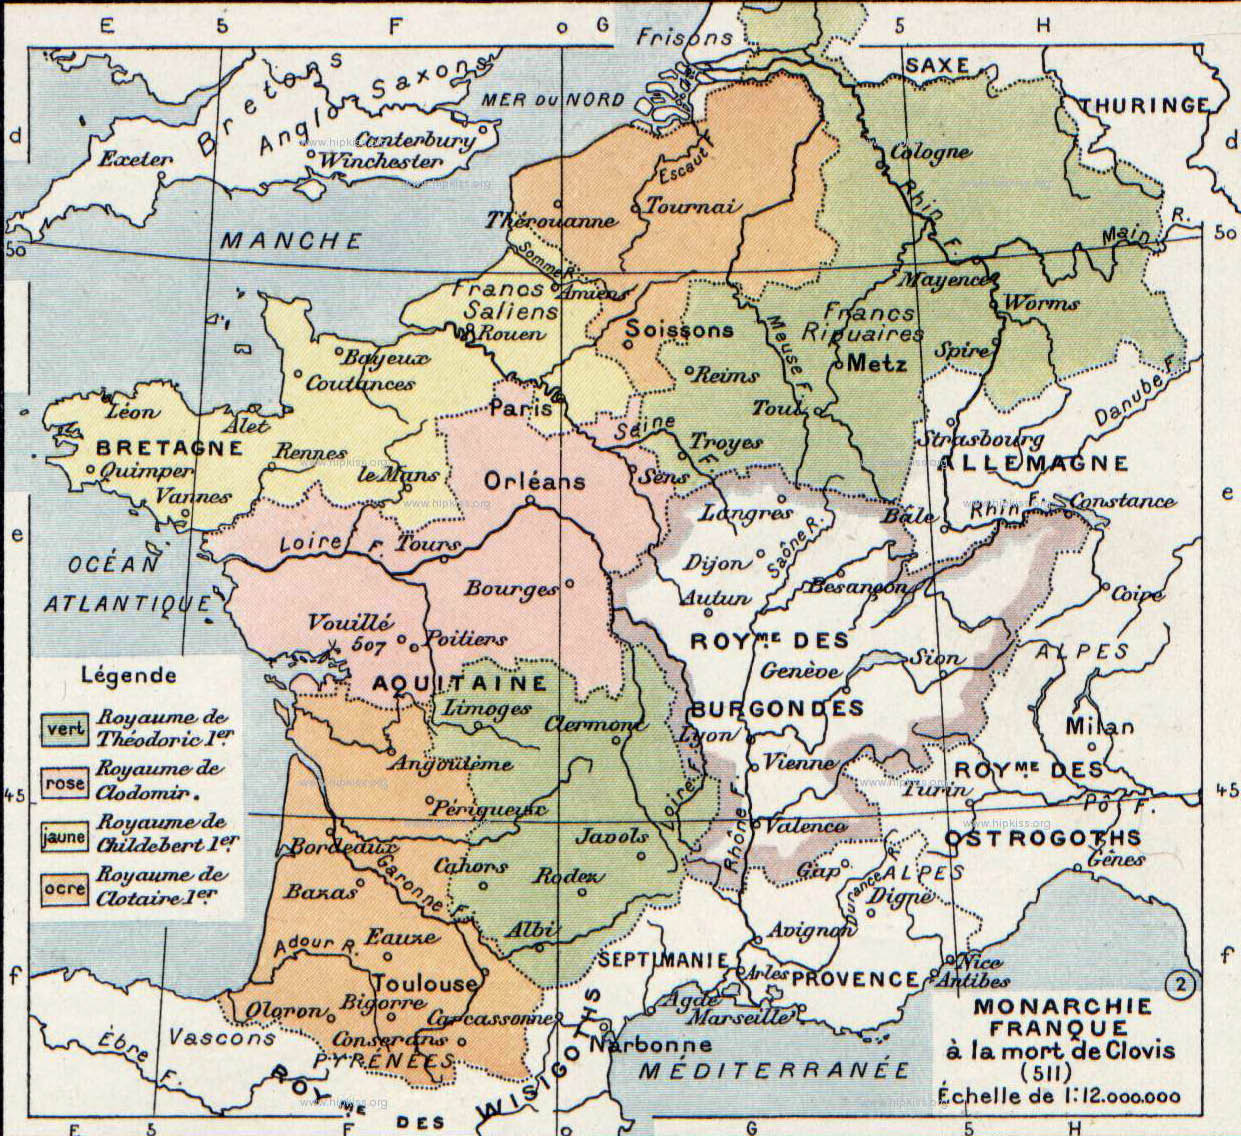 E 5 F o G 5 H
Frisons
SAXE
MER DU NORD
THURINGE
Bretons
Anglo Saxons
d
d
Canterbury
Exeter
Winchester
Cologne
Escaut F.
Rhin F.
Thérouanne
Tournai
MANCHE
R.
Main
50
50
Somme R.
Mayence
Francs
Saliens
Amiens
Worms
Rouen
Soissons
Francs
Ripuaires
Meuse F.
Spire
Bayeux
Metz
Coutances
Reims
Danube F.
Léon
Paris
Toul
Alet
Seine F.
Strasbourg
BRETAGNE
Rennes
Troyes
Quimper
le Mans
Sens
ALLEMAGNE
Orléans
Vannes
Langres
Bâle
Rhin F.
Constance
e
e
Loire F.
Tours
Saône R.
OCÉAN
ATLANTIQUE
Dijon
Bourges
Besançon
Coire
Autun
Vouillé
507
Poitiers
ROYME DES
BURGONDES
ALPES
Genève
Sion
AQUITAINE
Limoges
Clermont
Lyon
Milan
Légende
vert Royaume de
Théodoric 1er
rose Royaume de
Clodomir.
jaune Royaume de
Childebert 1er
ocre Royaume de
Clotaire 1er
Angoulème
Vienne
ROYME DES
OSTROGOTHS
Turin
Pô F.
45
45
Périgueux
Loire F.
Rhône F.
Valence
Bordeaux
Javols
Gênes
Garonne F.
Cahors
Rodez
Gap
ALPES
Bazas
Durance R.
Digne
Eauze
Albi
Avignon
Adour R.
SEPTIMANIE
Arles
PROVENCE
Nice
Antibes
f
f
Toulouse
Oloron
Bigorre
Agde
Marseille
Carcassonne
Vascons
Conserans
Narbonne
Èbre F.
PYRÉNÉES
MÉDITERRANÉE
ROYME DES WISIGOTHS
2
MONARCHIE
FRANQUE
à la mort de Clovis
(511)
Échelle de 1:12.000.000
E 5 F o G 5 H
www.hipkiss.org